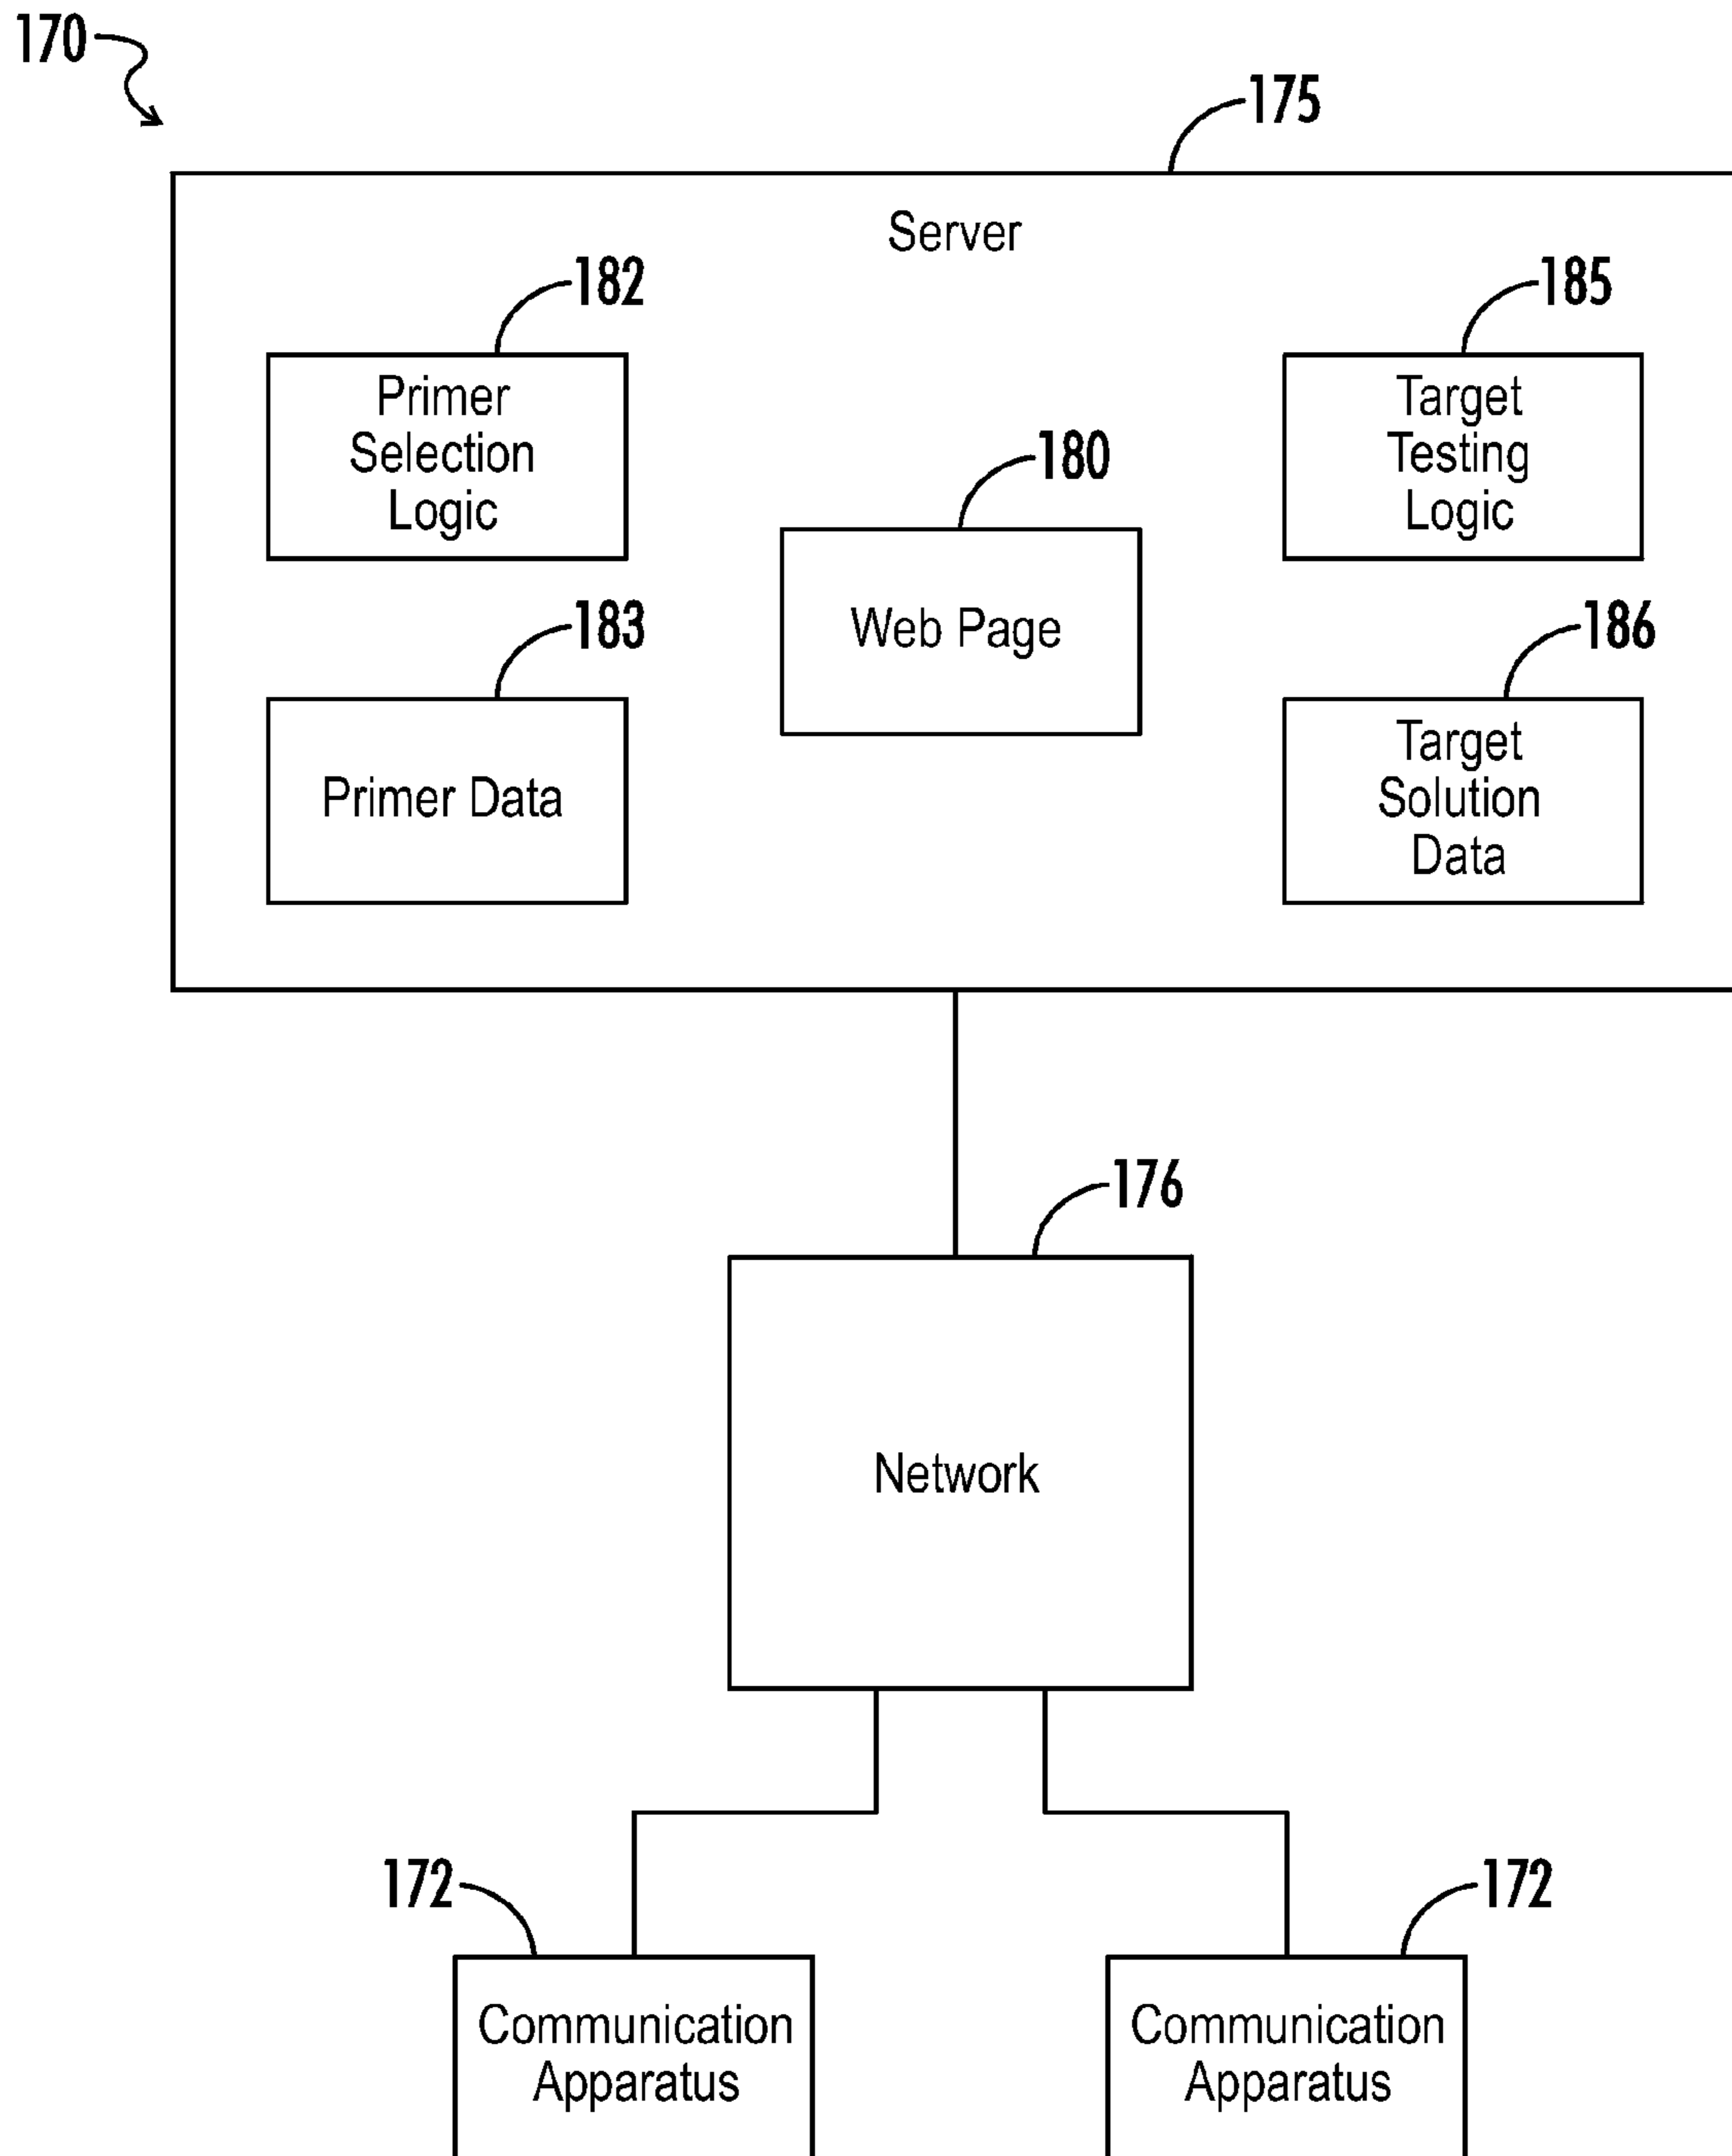 170
175
Server
182
185
Primer
Selection
Logic
Target
Testing
Logic
180
Web Page
183
186
Primer Data
Target
Solution
Data
176
Network
172
172
Communication
Apparatus
Communication
Apparatus